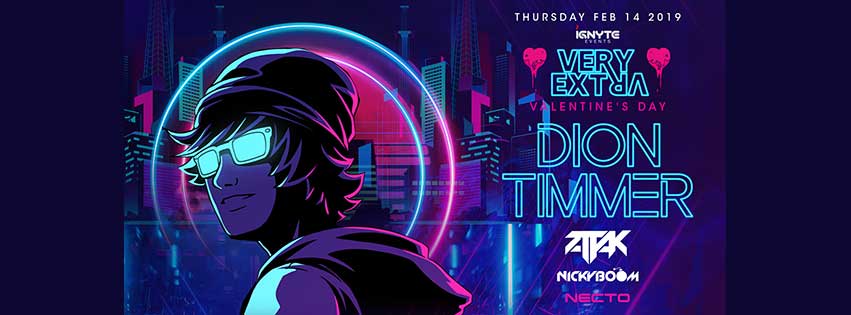 THURSDAY FEB 14 2019
IGNYTE
EVENTS
VERY
EXTRA
VALENTINE'S DAY
DION
TIMMER
ATAK
NICKYBOOM
NECTO